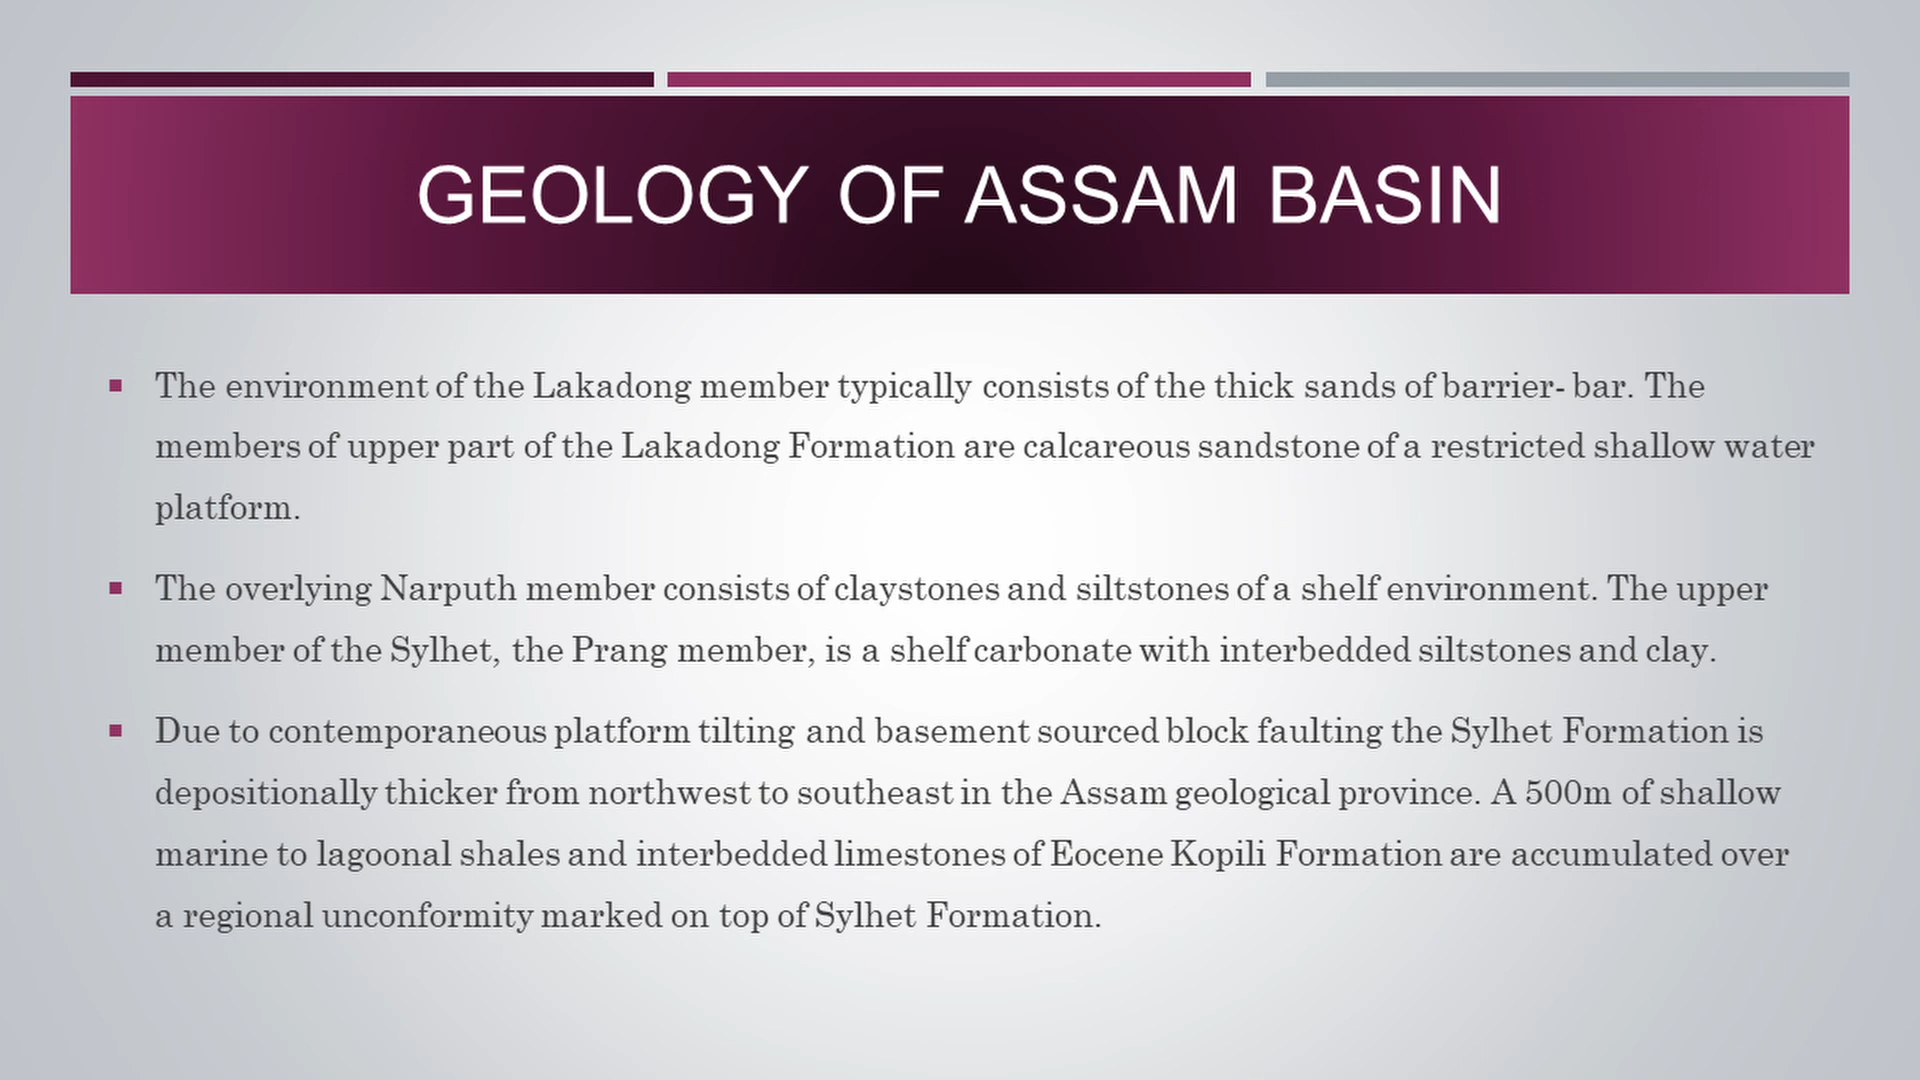 GEOLOGY OF ASSAM BASIN
▪ The environment of the Lakadong member typically consists of the thick sands of barrier- bar. The
members of upper part of the Lakadong Formation are calcareous sandstone of a restricted shallow water
platform.
▪ The overlying Narputh member consists of claystones and siltstones of a shelf environment. The upper
member of the Sylhet, the Prang member, is a shelf carbonate with interbedded siltstones and clay.
▪ Due to contemporaneous platform tilting and basement sourced block faulting the Sylhet Formation is
depositionally thicker from northwest to southeast in the Assam geological province. A 500m of shallow
marine to lagoonal shales and interbedded limestones of Eocene Kopili Formation are accumulated over
a regional unconformity marked on top of Sylhet Formation.